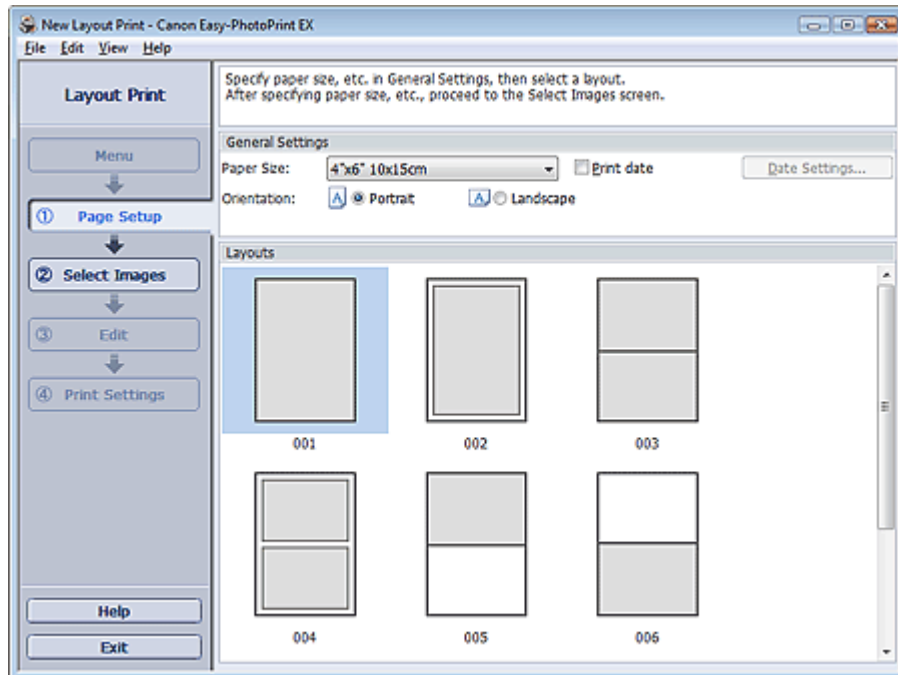 New Layout Print - Canon Easy-PhotoPrint EX
File Edit View Help
Layout Print
Specify paper size, etc. in General Settings, then select a layout.
After specifying paper size, etc., proceed to the Select Images screen.
Menu
① Page Setup
② Select Images
③ Edit
④ Print Settings
Help
Exit
General Settings
Paper Size: 4"x6" 10x15cm Print date Date Settings...
Orientation: A Portrait A Landscape
Layouts
001 002 003
004 005 006